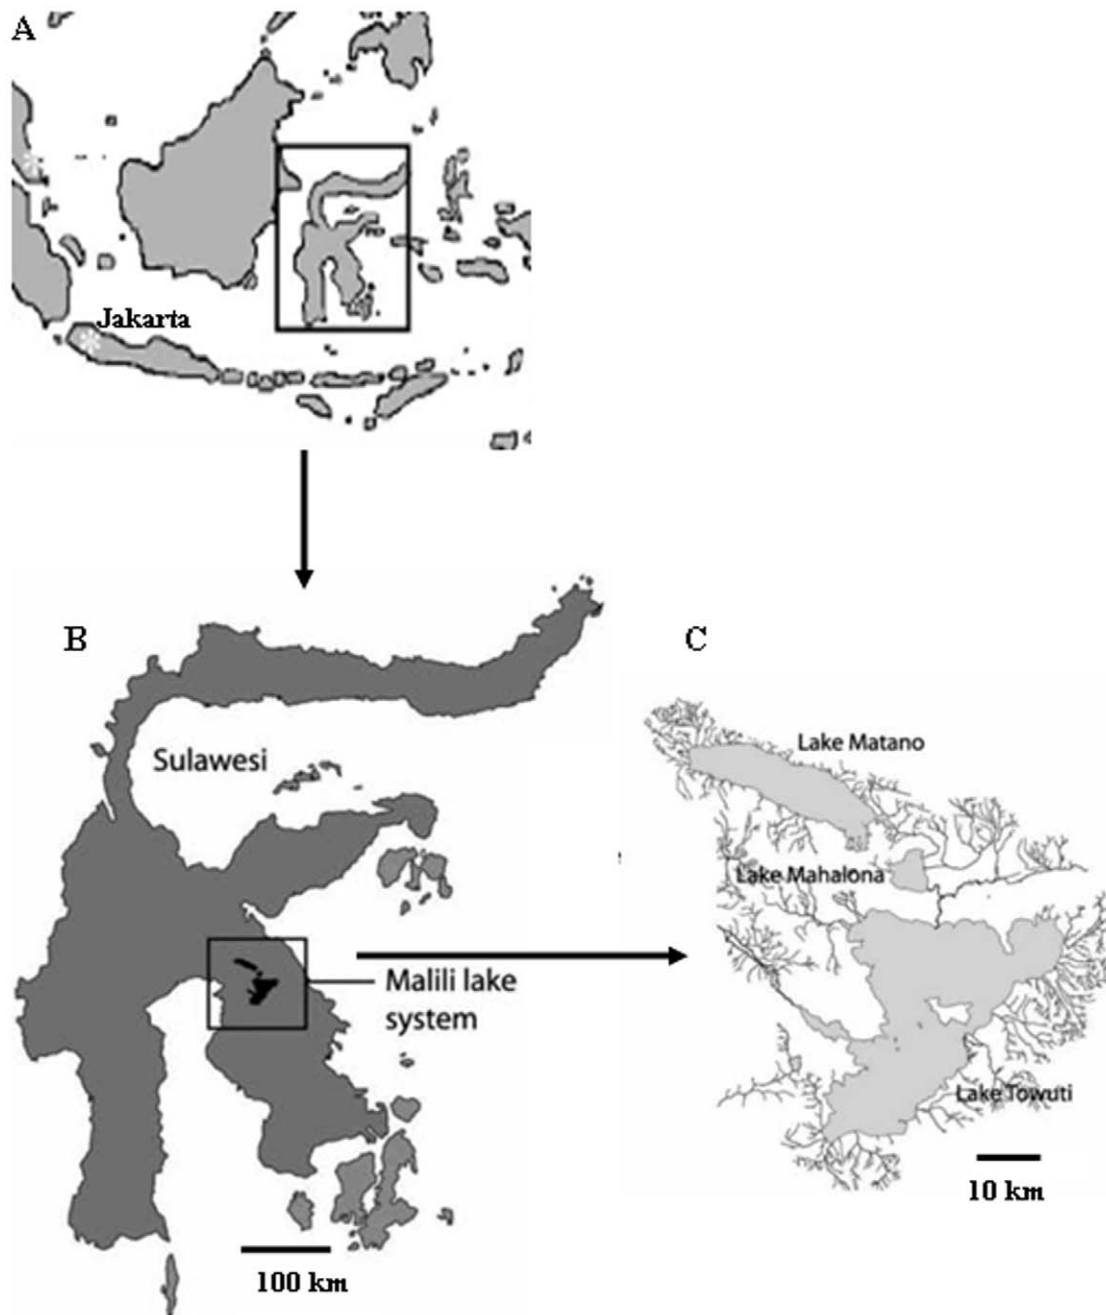 A
Jakarta
B
Sulawesi
Malili lake
system
100 km
C
Lake Matano
Lake Mahalona
Lake Towuti
10 km